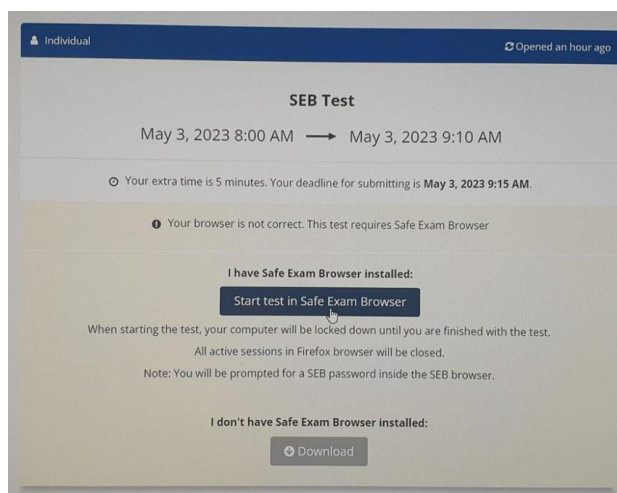 Individual
Opened an hour ago
SEB Test
May 3, 2023 8:00 AM → May 3, 2023 9:10 AM
Your extra time is 5 minutes. Your deadline for submitting is May 3, 2023 9:15 AM.
Your browser is not correct. This test requires Safe Exam Browser
I have Safe Exam Browser installed:
Start test in Safe Exam Browser
When starting the test, your computer will be locked down until you are finished with the test.
All active sessions in Firefox browser will be closed.
Note: You will be prompted for a SEB password inside the SEB browser.
I don't have Safe Exam Browser installed:
Download